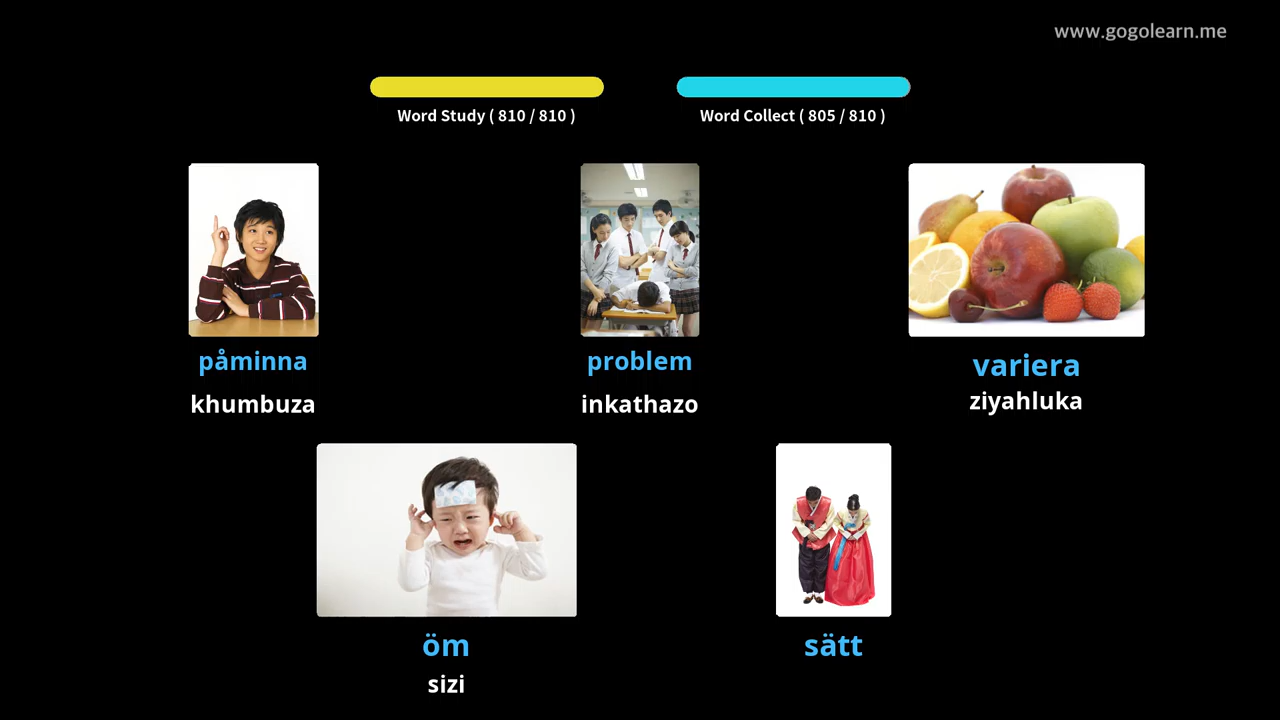 www.gogolearn.me
Word Study ( 810 / 810 )
Word Collect ( 805 / 810 )
påminna
khumbuza
problem
inkathazo
variera
ziyahluka
öm
sizi
sätt